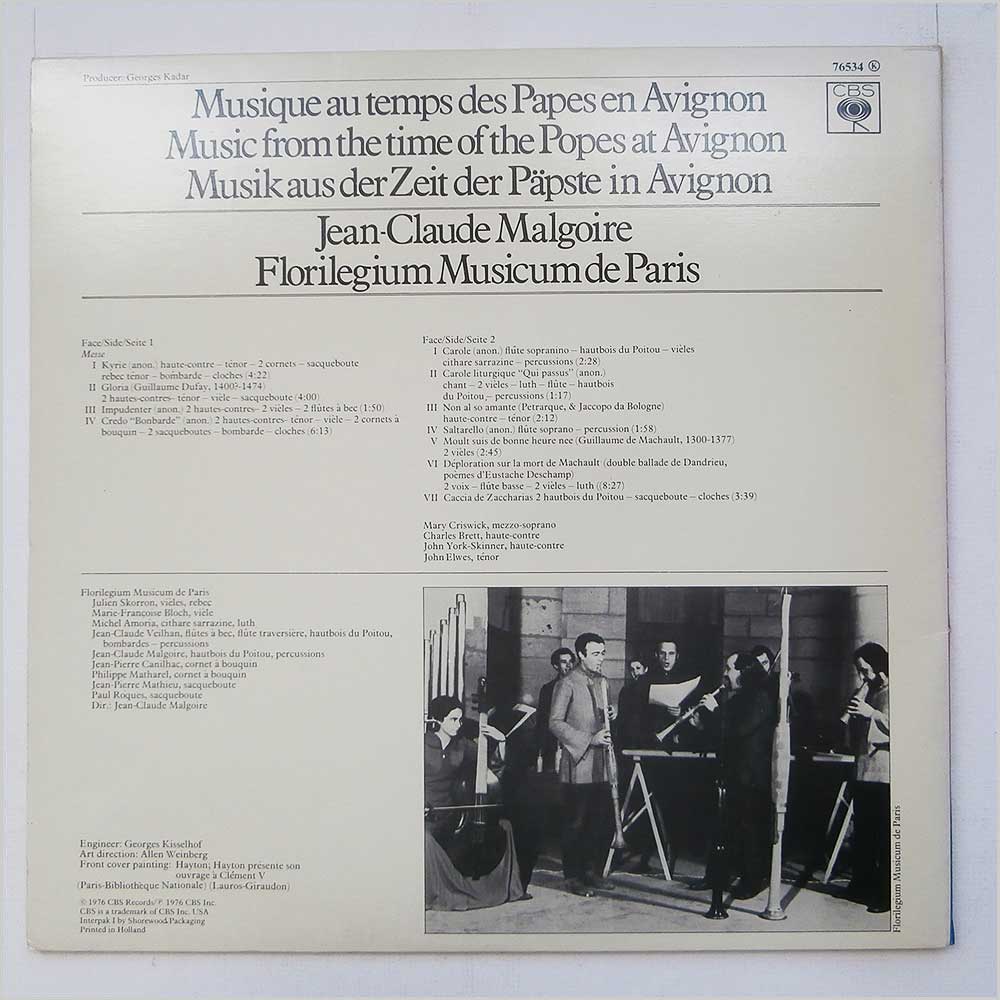 Producer: Georges Kadar
76534 K
CBS
Musique au temps des Papes en Avignon
Music from the time of the Popes at Avignon
Musik aus der Zeit der Päpste in Avignon
Jean-Claude Malgoire
Florilegium Musicum de Paris
Face/Side/Seite 1
Messe
I Kyrie (anon.) haute-contre – ténor – 2 cornets – sacqueboute
rebec ténor – bombarde – cloches (4:22)
II Gloria (Guillaume Dufay, 1400?-1474)
2 hautes-contres – ténor – vièle – sacqueboute (4:00)
III Impudenter (anon.) 2 hautes-contres – 2 vièles – 2 flûtes à bec (1:50)
IV Credo "Bonbarde" (anon.) 2 hautes-contres – ténor – vièle – 2 cornets à
bouquin – 2 sacqueboutes – bombarde – cloches (6:13)
Face/Side/Seite 2
I Carole (anon.) flûte sopranino – hautbois du Poitou – vièles
cithare sarrazine – percussions (2:28)
II Carole liturgique "Qui passus" (anon.)
chant – 2 vièles – luth – flûte – hautbois
du Poitou – percussions (1:17)
III Non al so amante (Petrarque, & Jaccopo da Bologne)
haute-contre – ténor (2:12)
IV Saltarello (anon.) flûte soprano – percussion (1:58)
V Moult suis de bonne heure nee (Guillaume de Machault, 1300-1377)
2 vièles (2:45)
VI Déploration sur la mort de Machault (double ballade de Dandrieu,
poèmes d'Eustache Deschamp)
2 voix – flûte basse – 2 vièles – luth ((8:27)
VII Caccia de Zaccharias 2 hautbois du Poitou – sacqueboute – cloches (3:39)
Mary Criswick, mezzo-soprano
Charles Brett, haute-contre
John York-Skinner, haute-contre
John Elwes, ténor
Florilegium Musicum de Paris
Julien Skorron, vièles, rebec
Marie-Françoise Bloch, vièle
Michel Amoria, cithare sarrazine, luth
Jean-Claude Veilhan, flûtes à bec, flûte traversière, hautbois du Poitou,
bombardes – percussions
Jean-Claude Malgoire, hautbois du Poitou, percussions
Jean-Pierre Canilhac, cornet à bouquin
Philippe Matharel, cornet à bouquin
Jean-Pierre Mathieu, sacqueboute
Paul Roques, sacqueboute
Dir.: Jean-Claude Malgoire
Engineer: Georges Kisselhof
Art direction: Allen Weinberg
Front cover painting: Hayton; Hayton présente son
ouvrage à Clément V
(Paris-Bibliothèque Nationale) (Lauros-Giraudon)
© 1976 CBS Records/℗ 1976 CBS Inc.
CBS is a trademark of CBS Inc. USA
Interpak I by Shorewood Packaging
Printed in Holland
Florilegium Musicum de Paris